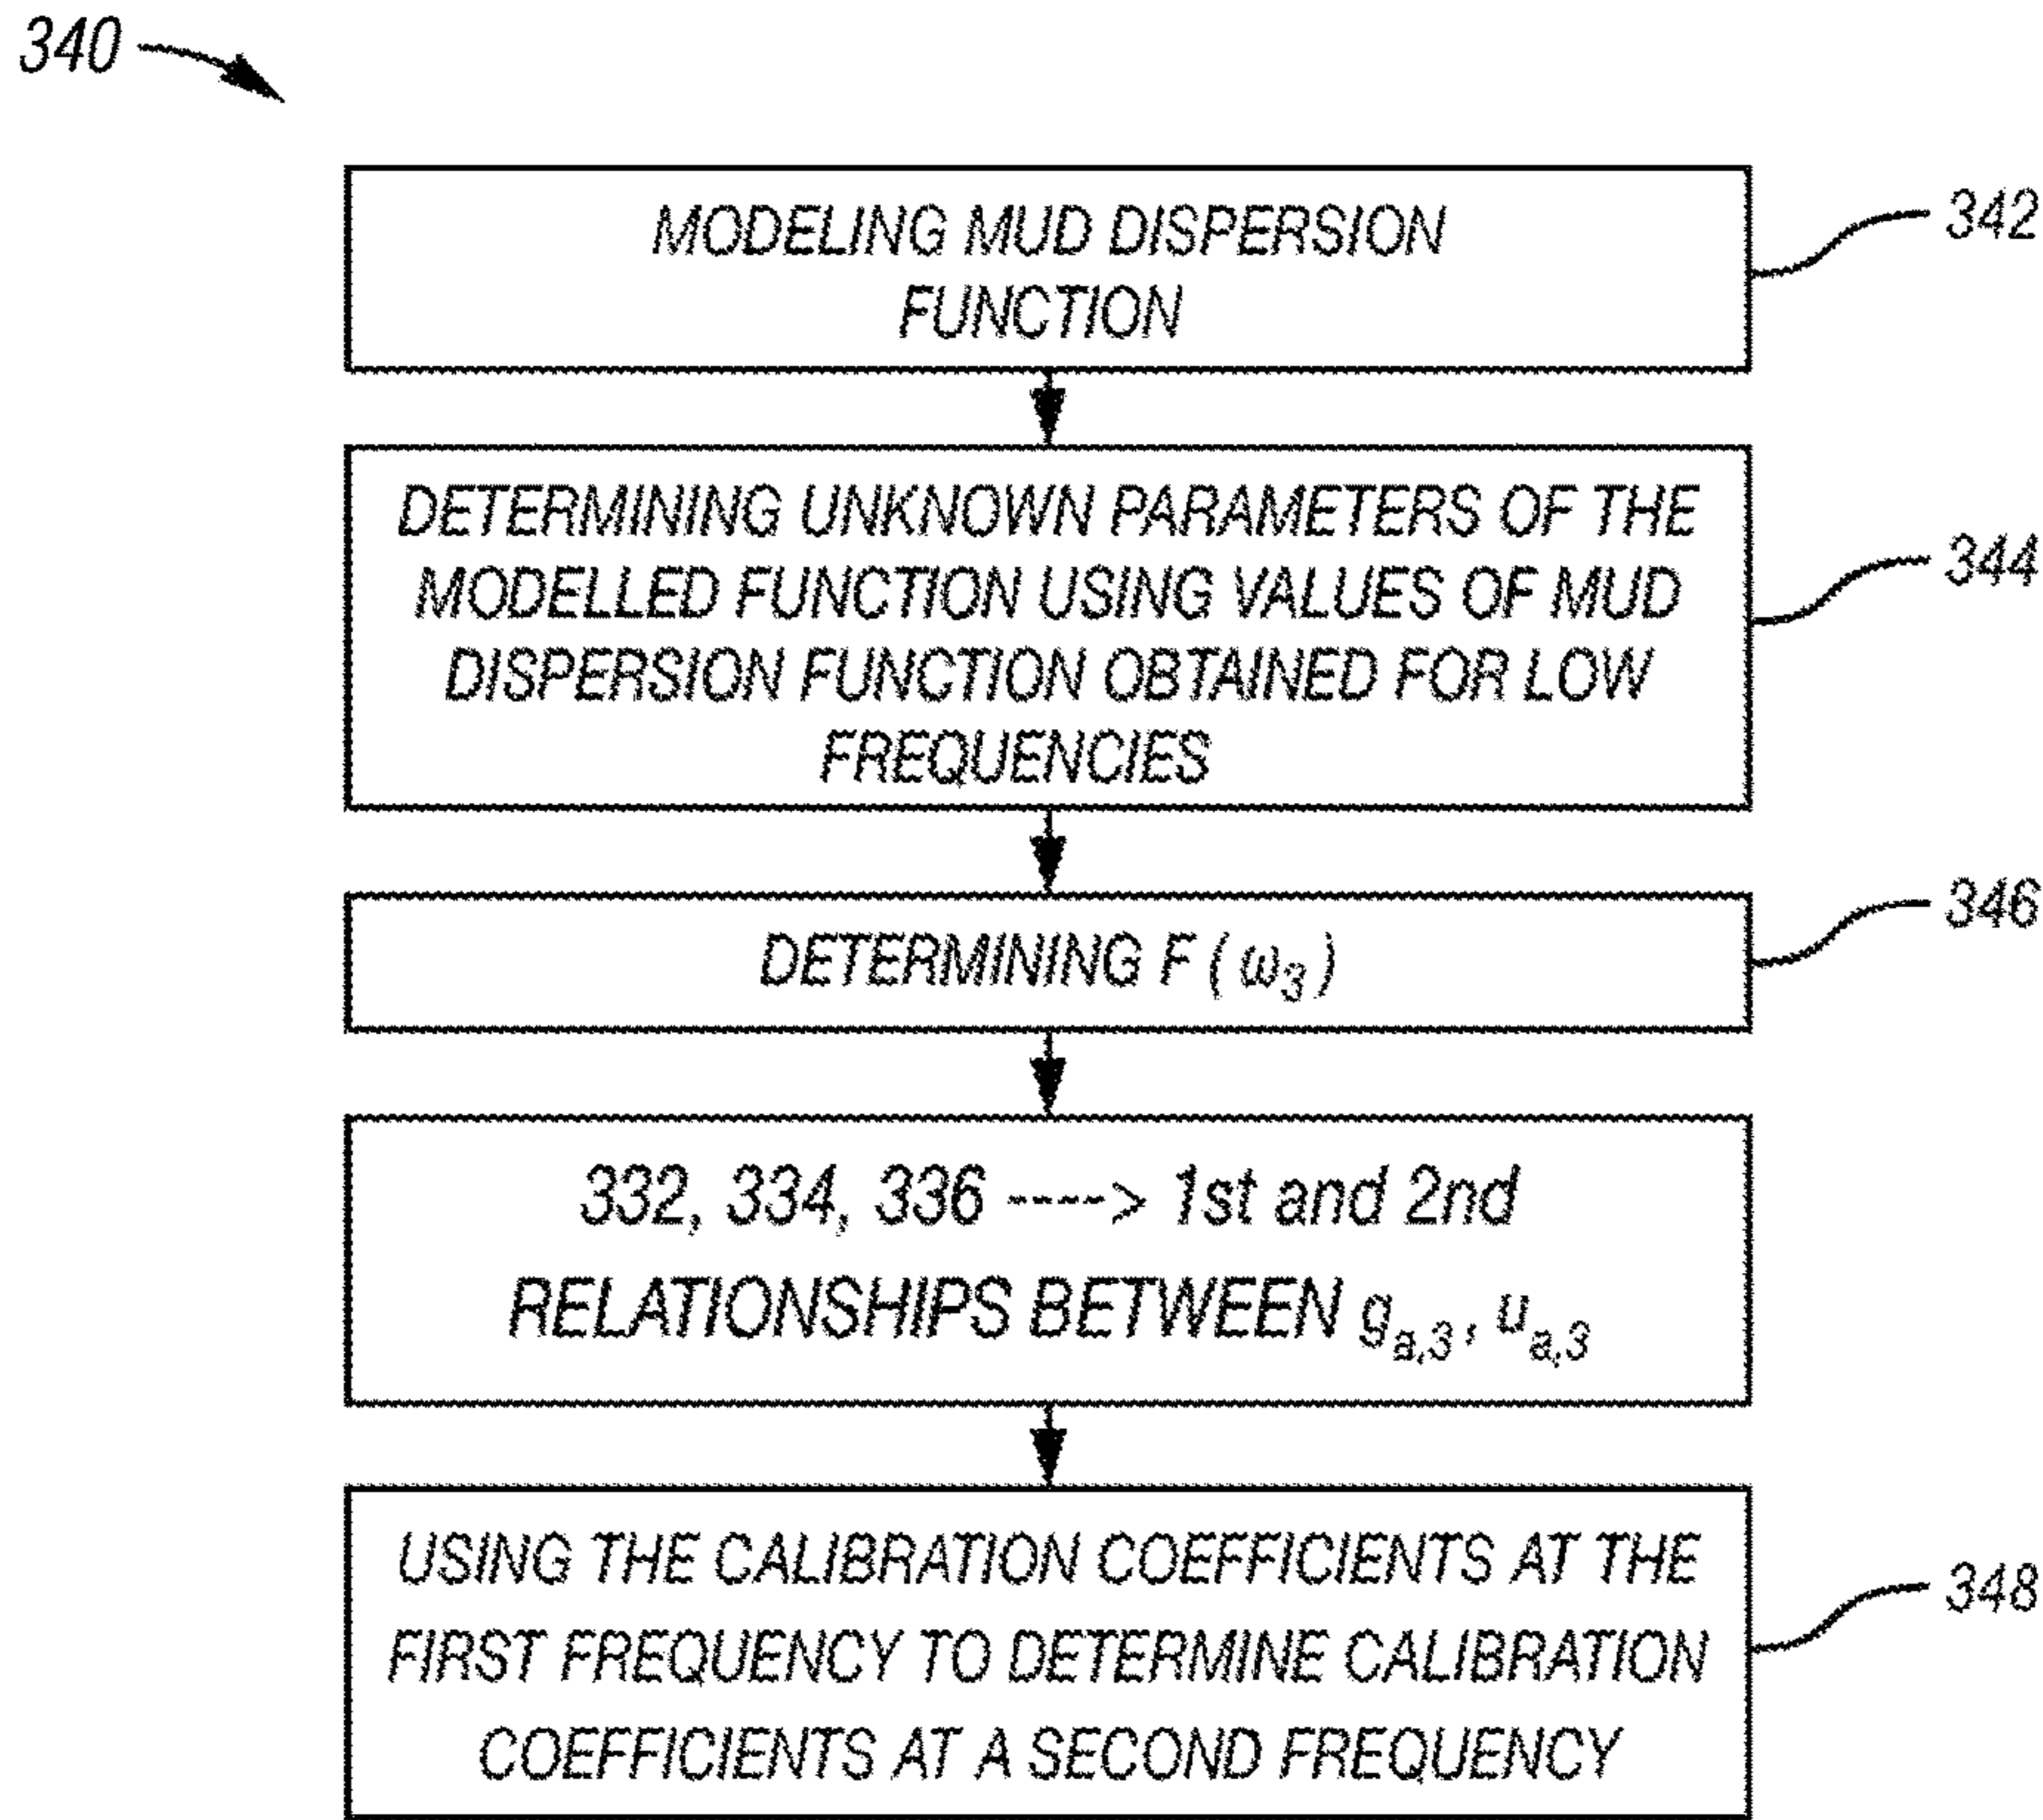 340
MODELING MUD DISPERSION
FUNCTION
342
DETERMINING UNKNOWN PARAMETERS OF THE
MODELLED FUNCTION USING VALUES OF MUD
DISPERSION FUNCTION OBTAINED FOR LOW
FREQUENCIES
344
DETERMINING F ( ω₃ )
346
332, 334, 336 ----> 1st and 2nd
RELATIONSHIPS BETWEEN gₐ,₃, uₐ,₃
USING THE CALIBRATION COEFFICIENTS AT THE
FIRST FREQUENCY TO DETERMINE CALIBRATION
COEFFICIENTS AT A SECOND FREQUENCY
348